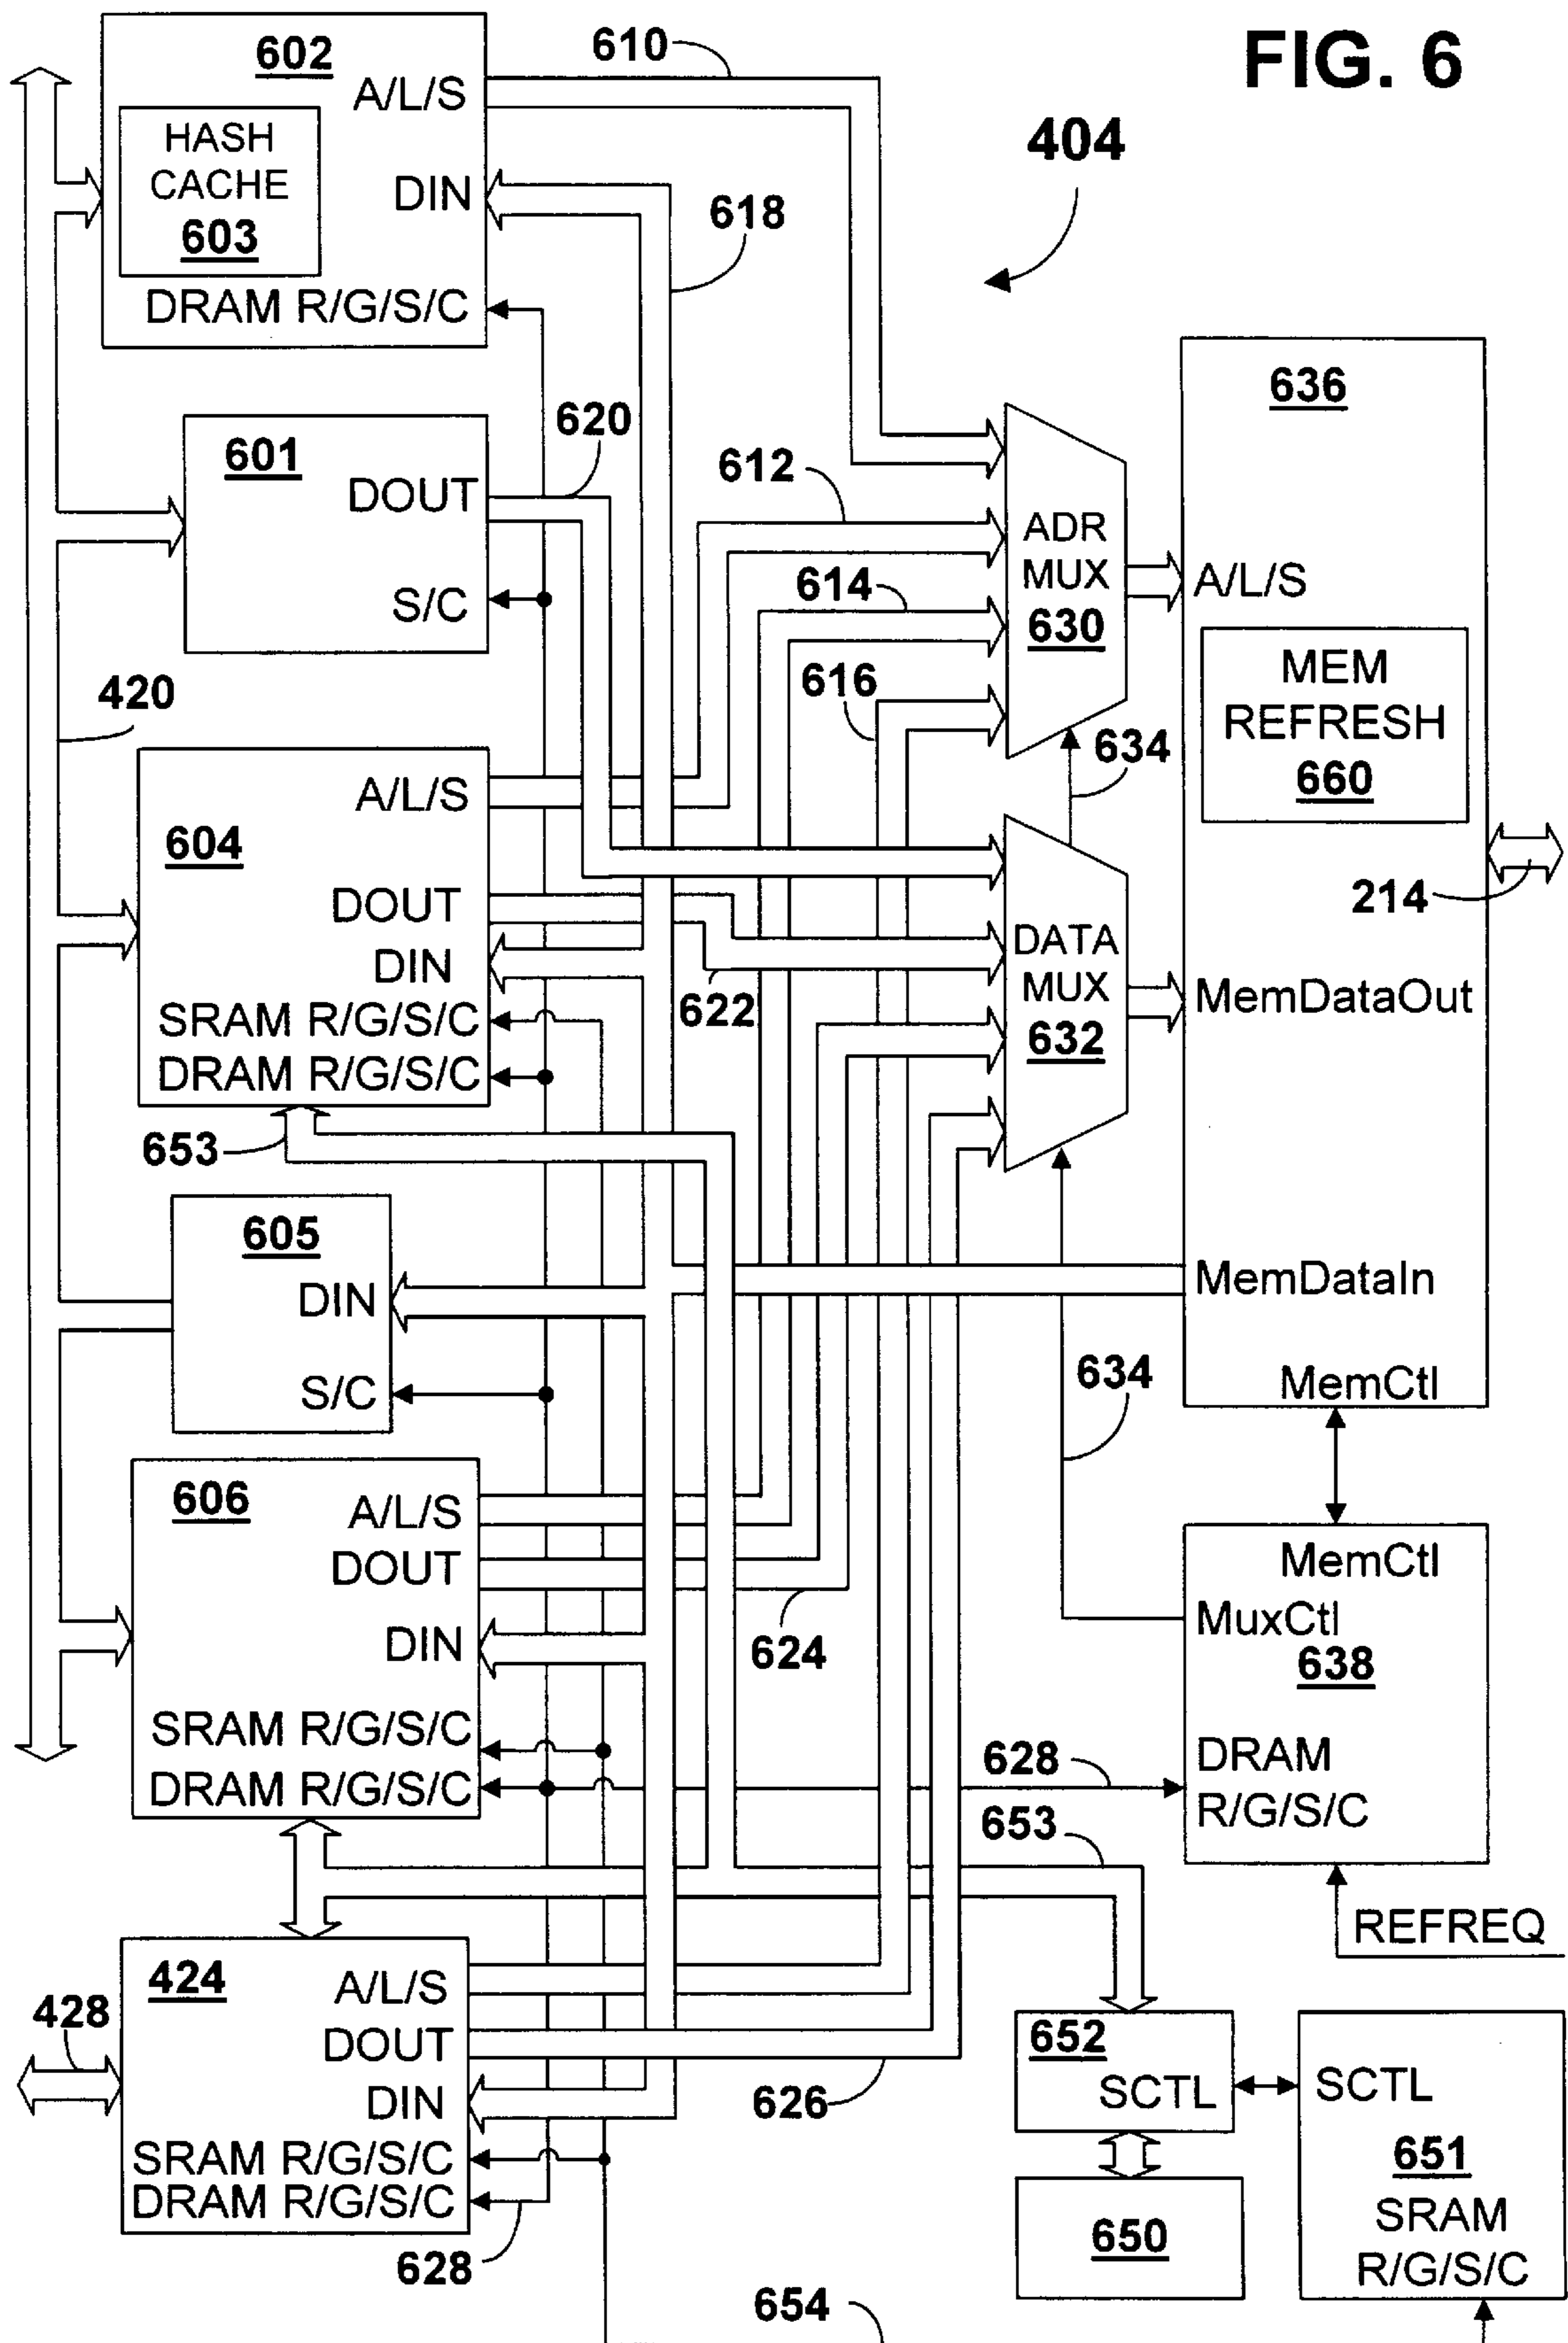 FIG. 6
404
602
A/L/S
HASH
CACHE
603
DIN
DRAM R/G/S/C
610
618
601
DOUT
S/C
620
612
614
616
420
604
A/L/S
DOUT
DIN
SRAM R/G/S/C
DRAM R/G/S/C
622
653
ADR
MUX
630
634
DATA
MUX
632
636
A/L/S
MEM
REFRESH
660
214
MemDataOut
MemDataIn
MemCtl
605
DIN
S/C
634
606
A/L/S
DOUT
DIN
SRAM R/G/S/C
DRAM R/G/S/C
624
628
653
MemCtl
MuxCtl
638
DRAM
R/G/S/C
REFREQ
424
A/L/S
DOUT
DIN
SRAM R/G/S/C
DRAM R/G/S/C
428
628
626
652
SCTL
SCTL
651
SRAM
R/G/S/C
650
654